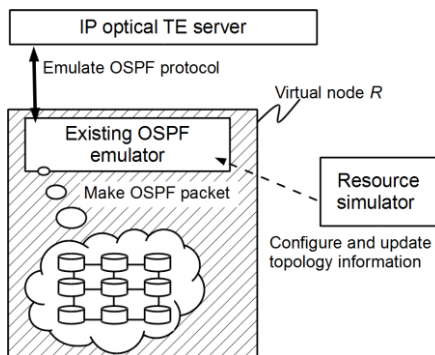 IP optical TE server
Emulate OSPF protocol
Virtual node R
Existing OSPF
emulator
Make OSPF packet
Resource
simulator
Configure and update
topology information